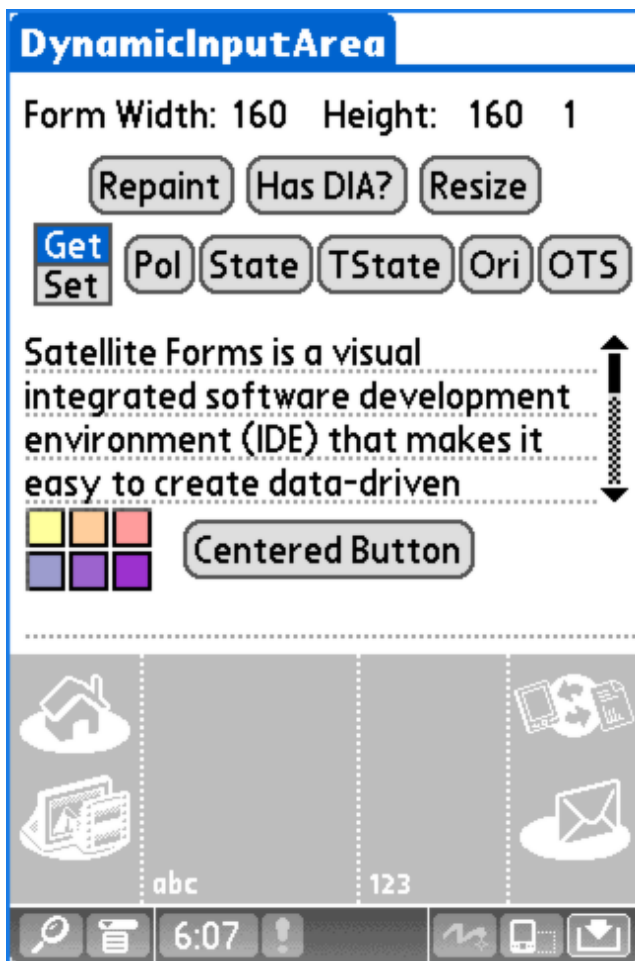 DynamicInputArea
Form Width: 160 Height: 160 1
Repaint Has DIA? Resize
Get
Set
Pol State TState Ori OTS
Satellite Forms is a visual
integrated software development
environment (IDE) that makes it
easy to create data-driven
Centered Button
abc 123
6:07